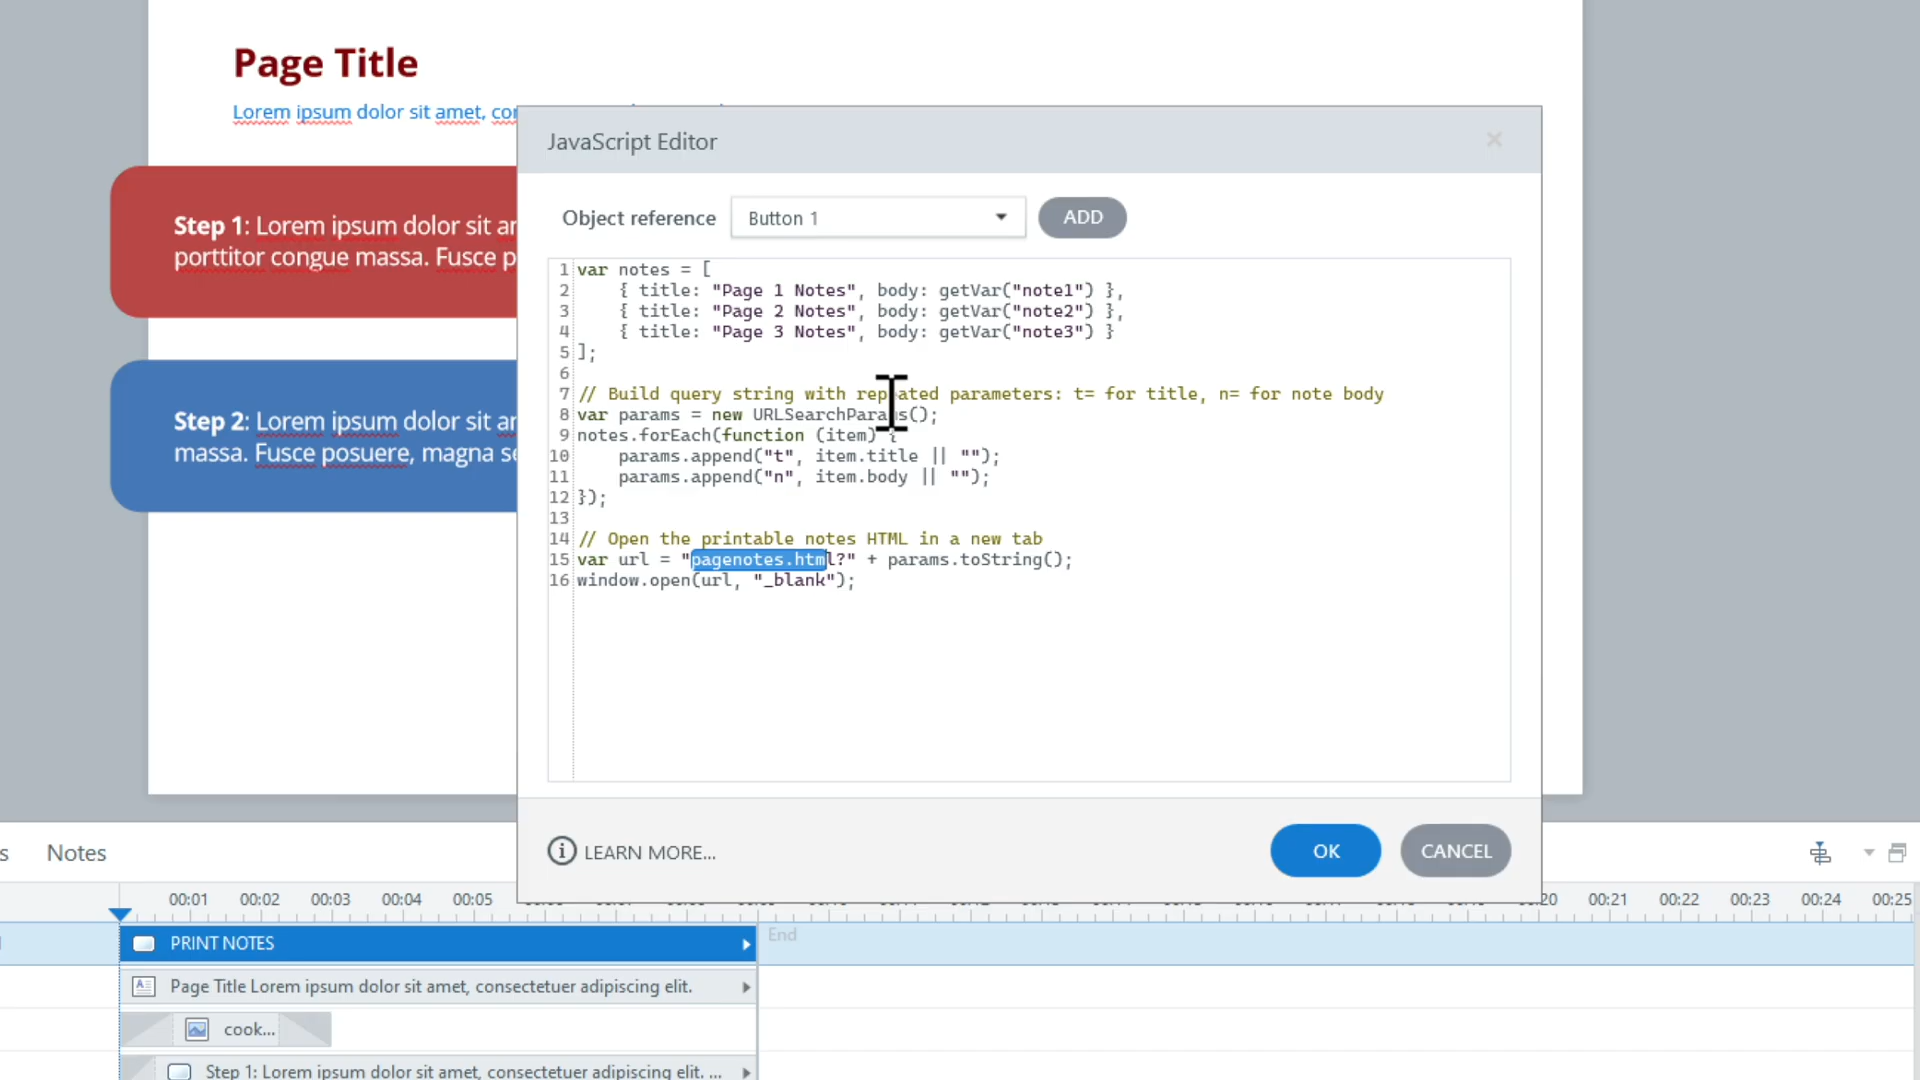 Page Title
Lorem ipsum dolor sit amet, con
Step 1: Lorem ipsum dolor sit am
porttitor congue massa. Fusce p
Step 2: Lorem ipsum dolor sit am
massa. Fusce posuere, magna se
JavaScript Editor
Object reference Button 1 ADD
1 var notes = [
2 { title: "Page 1 Notes", body: getVar("note1") },
3 { title: "Page 2 Notes", body: getVar("note2") },
4 { title: "Page 3 Notes", body: getVar("note3") }
5 ];
6
7 // Build query string with repeated parameters: t= for title, n= for note body
8 var params = new URLSearchParams();
9 notes.forEach(function (item) {
10 params.append("t", item.title || "");
11 params.append("n", item.body || "");
12 });
13
14 // Open the printable notes HTML in a new tab
15 var url = "pagenotes.html?" + params.toString();
16 window.open(url, "_blank");
LEARN MORE...
OK CANCEL
s Notes
00:01 00:02 00:03 00:04 00:05 :20 00:21 00:22 00:23 00:24 00:25
PRINT NOTES End
Page Title Lorem ipsum dolor sit amet, consectetuer adipiscing elit.
cook...
Step 1: Lorem ipsum dolor sit amet, consectetuer adipiscing elit. ...